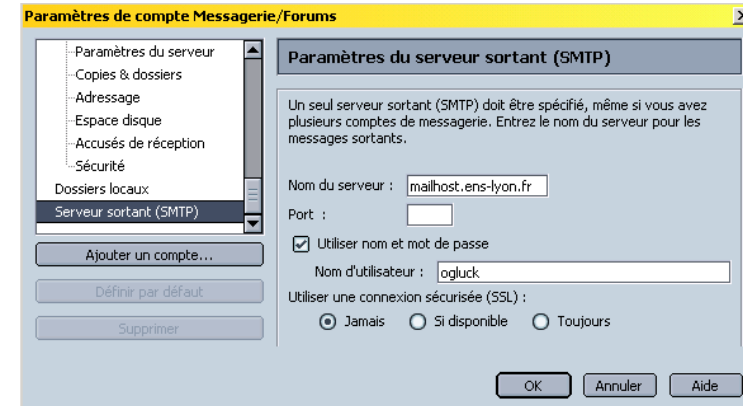 Paramètres de compte Messagerie/Forums
Paramètres du serveur
Copies & dossiers
Adressage
Espace disque
Accusés de réception
Sécurité
Dossiers locaux
Serveur sortant (SMTP)
Ajouter un compte...
Définir par défaut
Supprimer
Paramètres du serveur sortant (SMTP)
Un seul serveur sortant (SMTP) doit être spécifié, même si vous avez
plusieurs comptes de messagerie. Entrez le nom du serveur pour les
messages sortants.
Nom du serveur : mailhost.ens-lyon.fr
Port :
Utiliser nom et mot de passe
Nom d'utilisateur : ogluck
Utiliser une connexion sécurisée (SSL) :
Jamais Si disponible Toujours
OK Annuler Aide